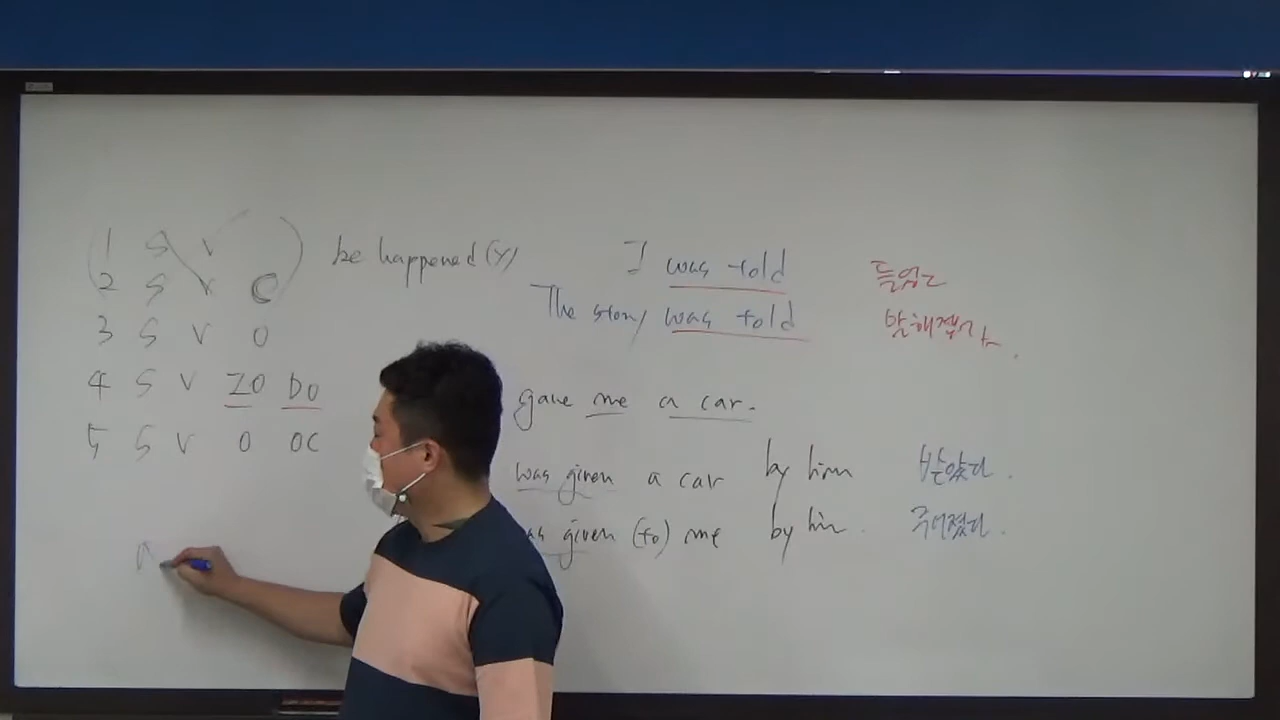 1 S V
2 S V C
3 S V O
4 S V IO DO
5 S V O OC
be happened (X)
I was told 들었다
The story was told 말해졌다.
gave me a car.
was given a car by him 받았다.
given (to) me by him. 주어졌다.